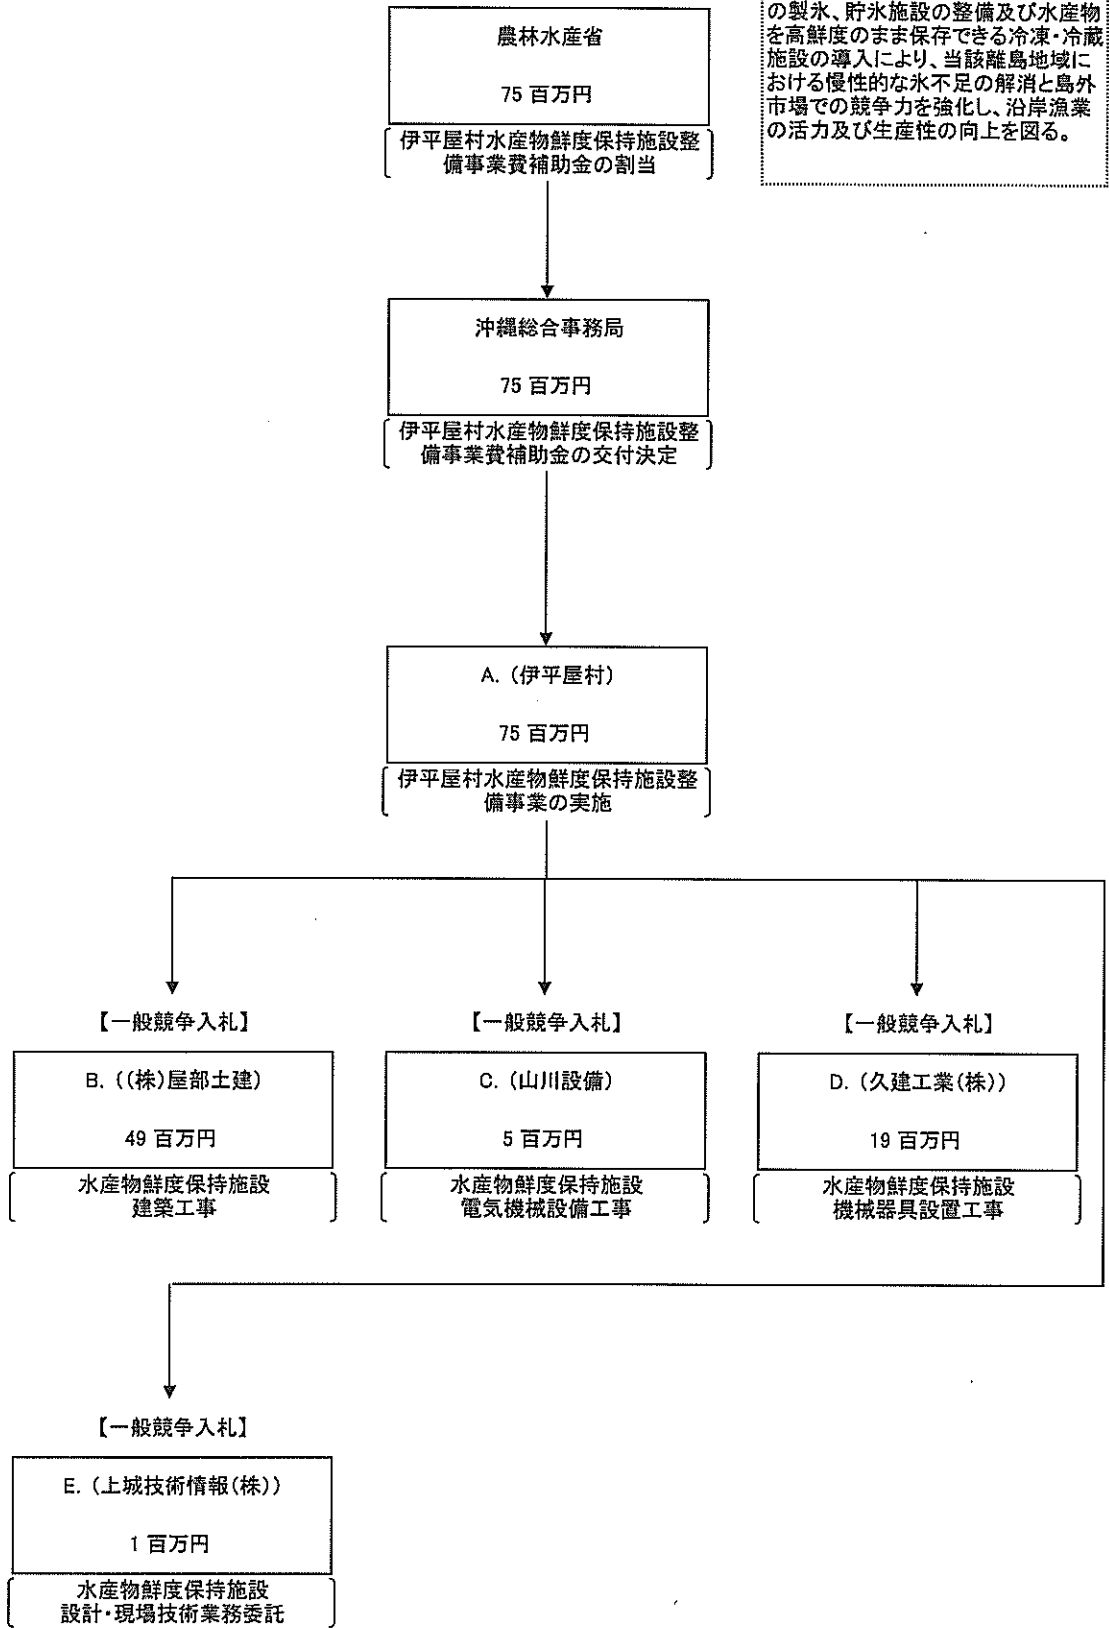 の製氷、貯氷施設の整備及び水産物
を高鮮度のまま保存できる冷凍・冷蔵
施設の導入により、当該離島地域に
おける慢性的な氷不足の解消と島外
市場での競争力を強化し、沿岸漁業
の活力及び生産性の向上を図る。
農林水産省
75 百万円
伊平屋村水産物鮮度保持施設整
備事業費補助金の割当
沖縄総合事務局
75 百万円
伊平屋村水産物鮮度保持施設整
備事業費補助金の交付決定
A. (伊平屋村)
75 百万円
伊平屋村水産物鮮度保持施設整
備事業の実施
【一般競争入札】
B. ((株)屋部土建)
49 百万円
水産物鮮度保持施設
建築工事
【一般競争入札】
C. (山川設備)
5 百万円
水産物鮮度保持施設
電気機械設備工事
【一般競争入札】
D. (久建工業(株))
19 百万円
水産物鮮度保持施設
機械器具設置工事
【一般競争入札】
E. (上城技術情報(株))
1 百万円
水産物鮮度保持施設
設計・現場技術業務委託